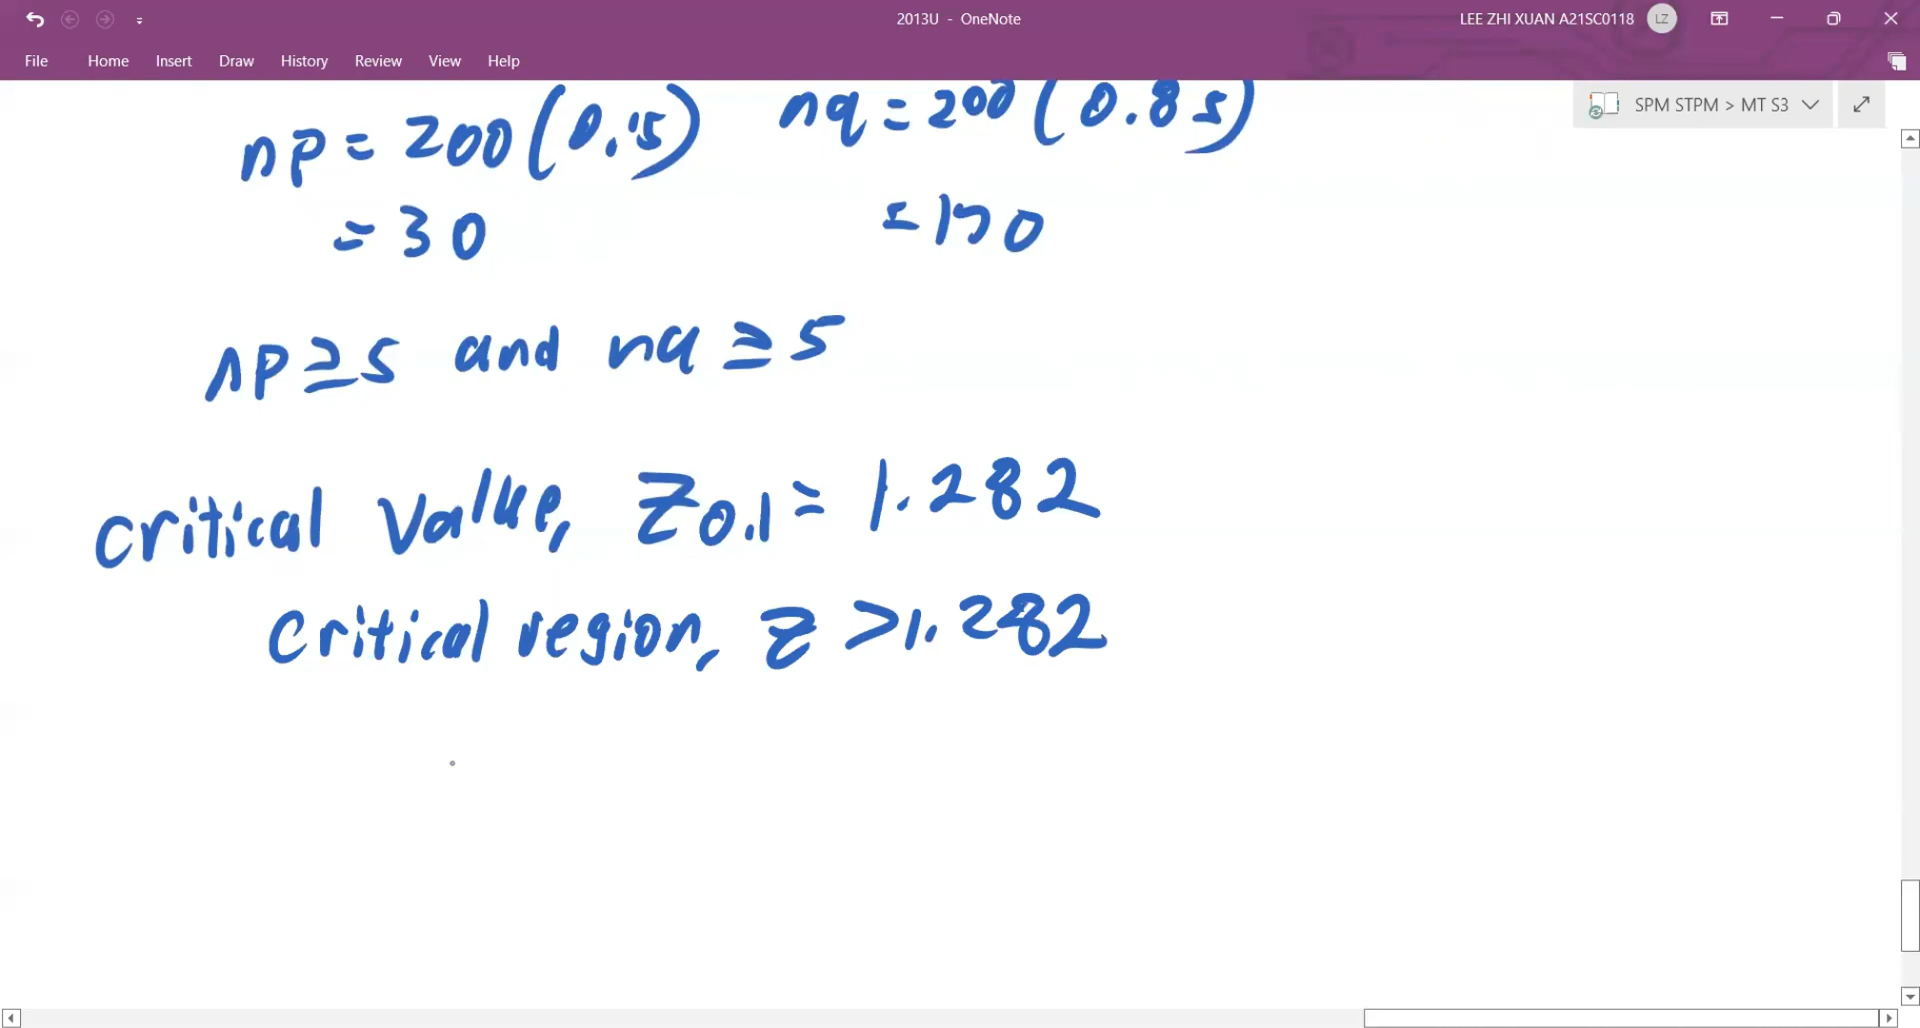 2013U - OneNote
LEE ZHI XUAN A21SC0118
LZ
File Home Insert Draw History Review View Help
SPM STPM > MT S3
np = 200(0.15) nq = 200(0.85)
= 30 = 170
np ≥ 5 and nq ≥ 5
critical value, z0.1 = 1.282
critical region, z > 1.282